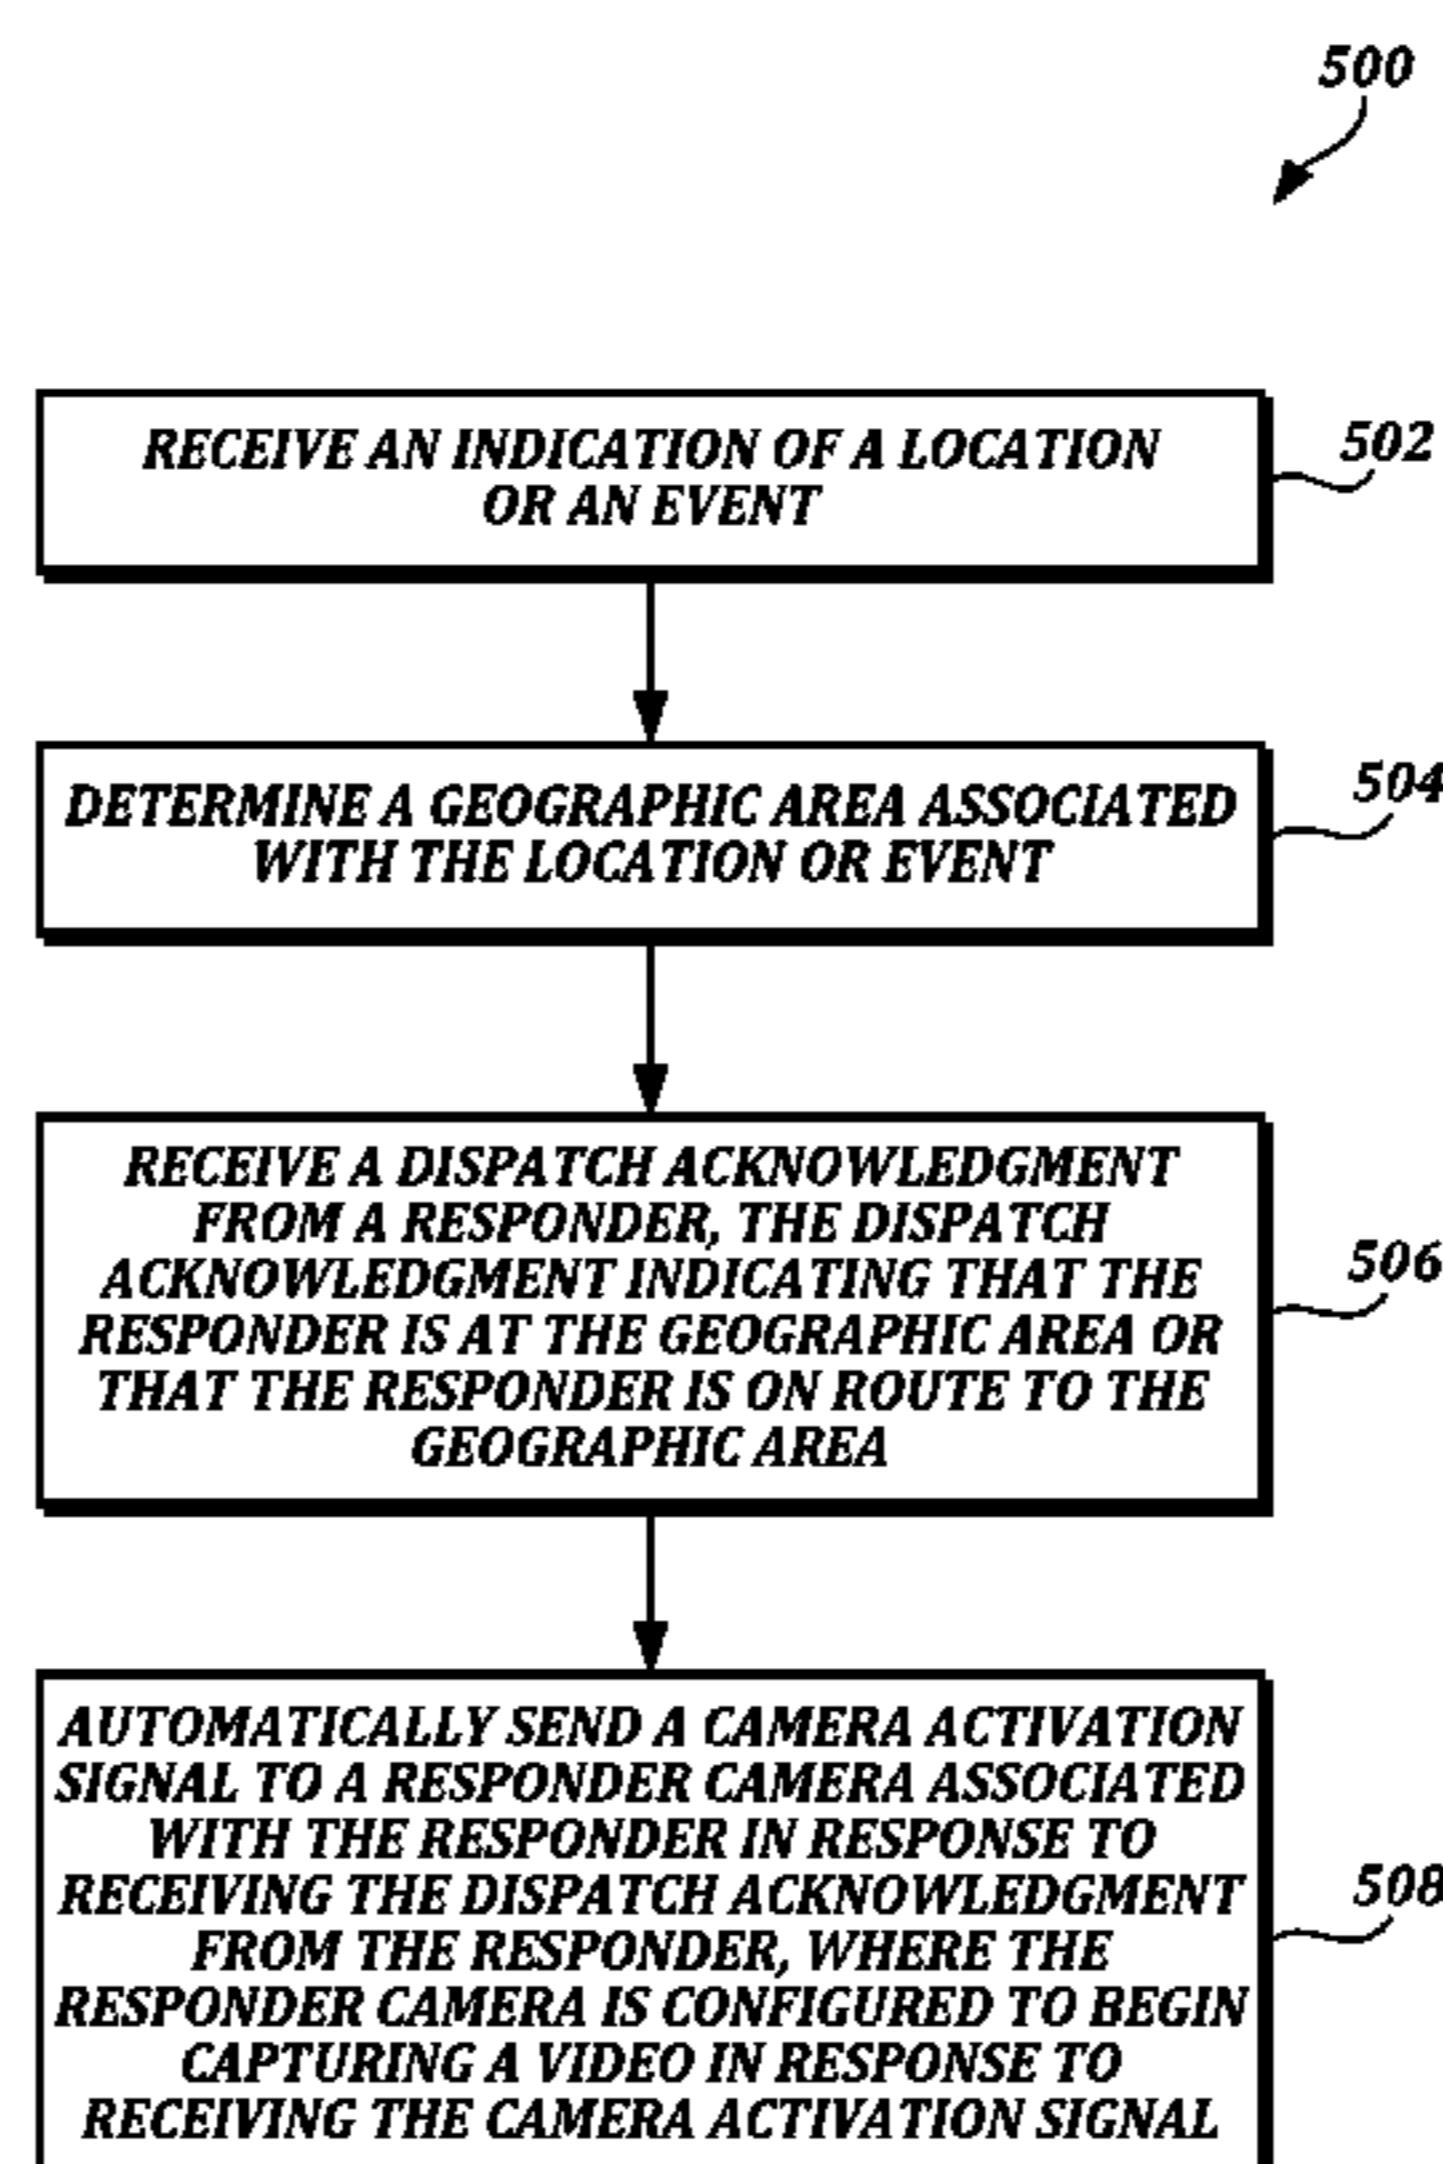 500
RECEIVE AN INDICATION OF A LOCATION
OR AN EVENT
502
DETERMINE A GEOGRAPHIC AREA ASSOCIATED
WITH THE LOCATION OR EVENT
504
RECEIVE A DISPATCH ACKNOWLEDGMENT
FROM A RESPONDER, THE DISPATCH
ACKNOWLEDGMENT INDICATING THAT THE
RESPONDER IS AT THE GEOGRAPHIC AREA OR
THAT THE RESPONDER IS ON ROUTE TO THE
GEOGRAPHIC AREA
506
AUTOMATICALLY SEND A CAMERA ACTIVATION
SIGNAL TO A RESPONDER CAMERA ASSOCIATED
WITH THE RESPONDER IN RESPONSE TO
RECEIVING THE DISPATCH ACKNOWLEDGMENT
FROM THE RESPONDER, WHERE THE
RESPONDER CAMERA IS CONFIGURED TO BEGIN
CAPTURING A VIDEO IN RESPONSE TO
RECEIVING THE CAMERA ACTIVATION SIGNAL
508